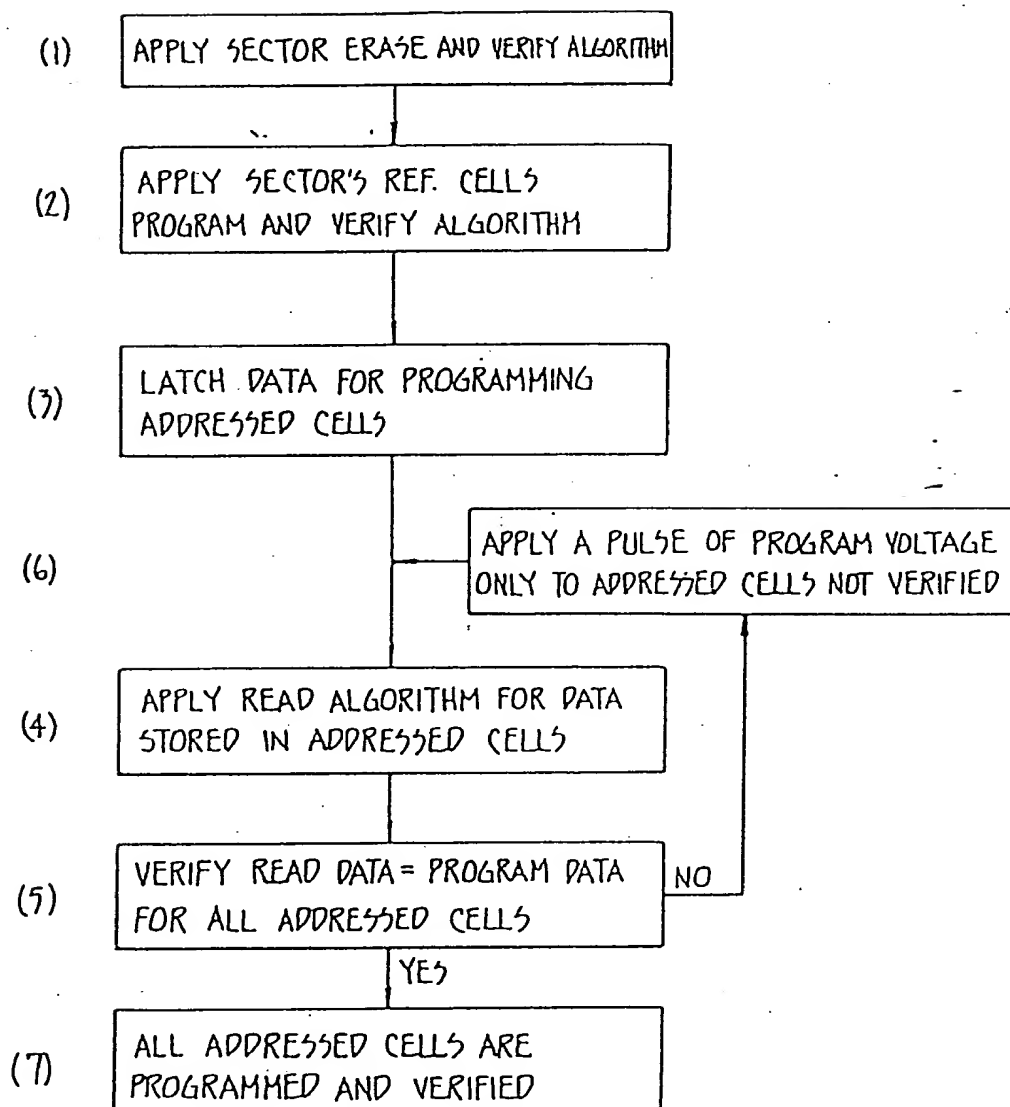 (1) APPLY SECTOR ERASE AND VERIFY ALGORITHM
(2) APPLY SECTOR'S REF. CELLS
PROGRAM AND VERIFY ALGORITHM
(3) LATCH DATA FOR PROGRAMMING
ADDRESSED CELLS
(6) APPLY A PULSE OF PROGRAM VOLTAGE
ONLY TO ADDRESSED CELLS NOT VERIFIED
(4) APPLY READ ALGORITHM FOR DATA
STORED IN ADDRESSED CELLS
(5) VERIFY READ DATA = PROGRAM DATA
FOR ALL ADDRESSED CELLS
NO
YES
(7) ALL ADDRESSED CELLS ARE
PROGRAMMED AND VERIFIED